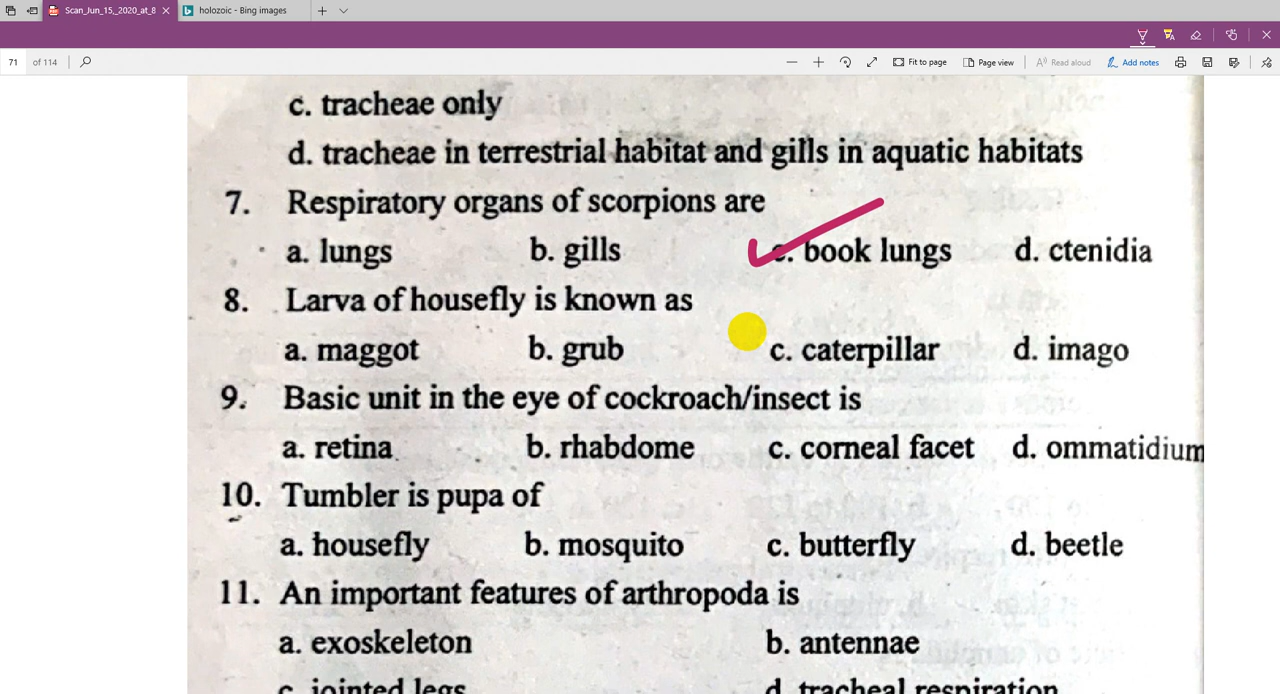 Scan_Jun_15,_2020_at_8
holozoic - Bing images
71 of 114
Fit to page
Page view
Read aloud
Add notes
c. tracheae only
d. tracheae in terrestrial habitat and gills in aquatic habitats
7. Respiratory organs of scorpions are
a. lungs b. gills c. book lungs d. ctenidia
8. Larva of housefly is known as
a. maggot b. grub c. caterpillar d. imago
9. Basic unit in the eye of cockroach/insect is
a. retina b. rhabdome c. corneal facet d. ommatidium
10. Tumbler is pupa of
a. housefly b. mosquito c. butterfly d. beetle
11. An important features of arthropoda is
a. exoskeleton b. antennae
c. jointed legs d. tracheal respiration